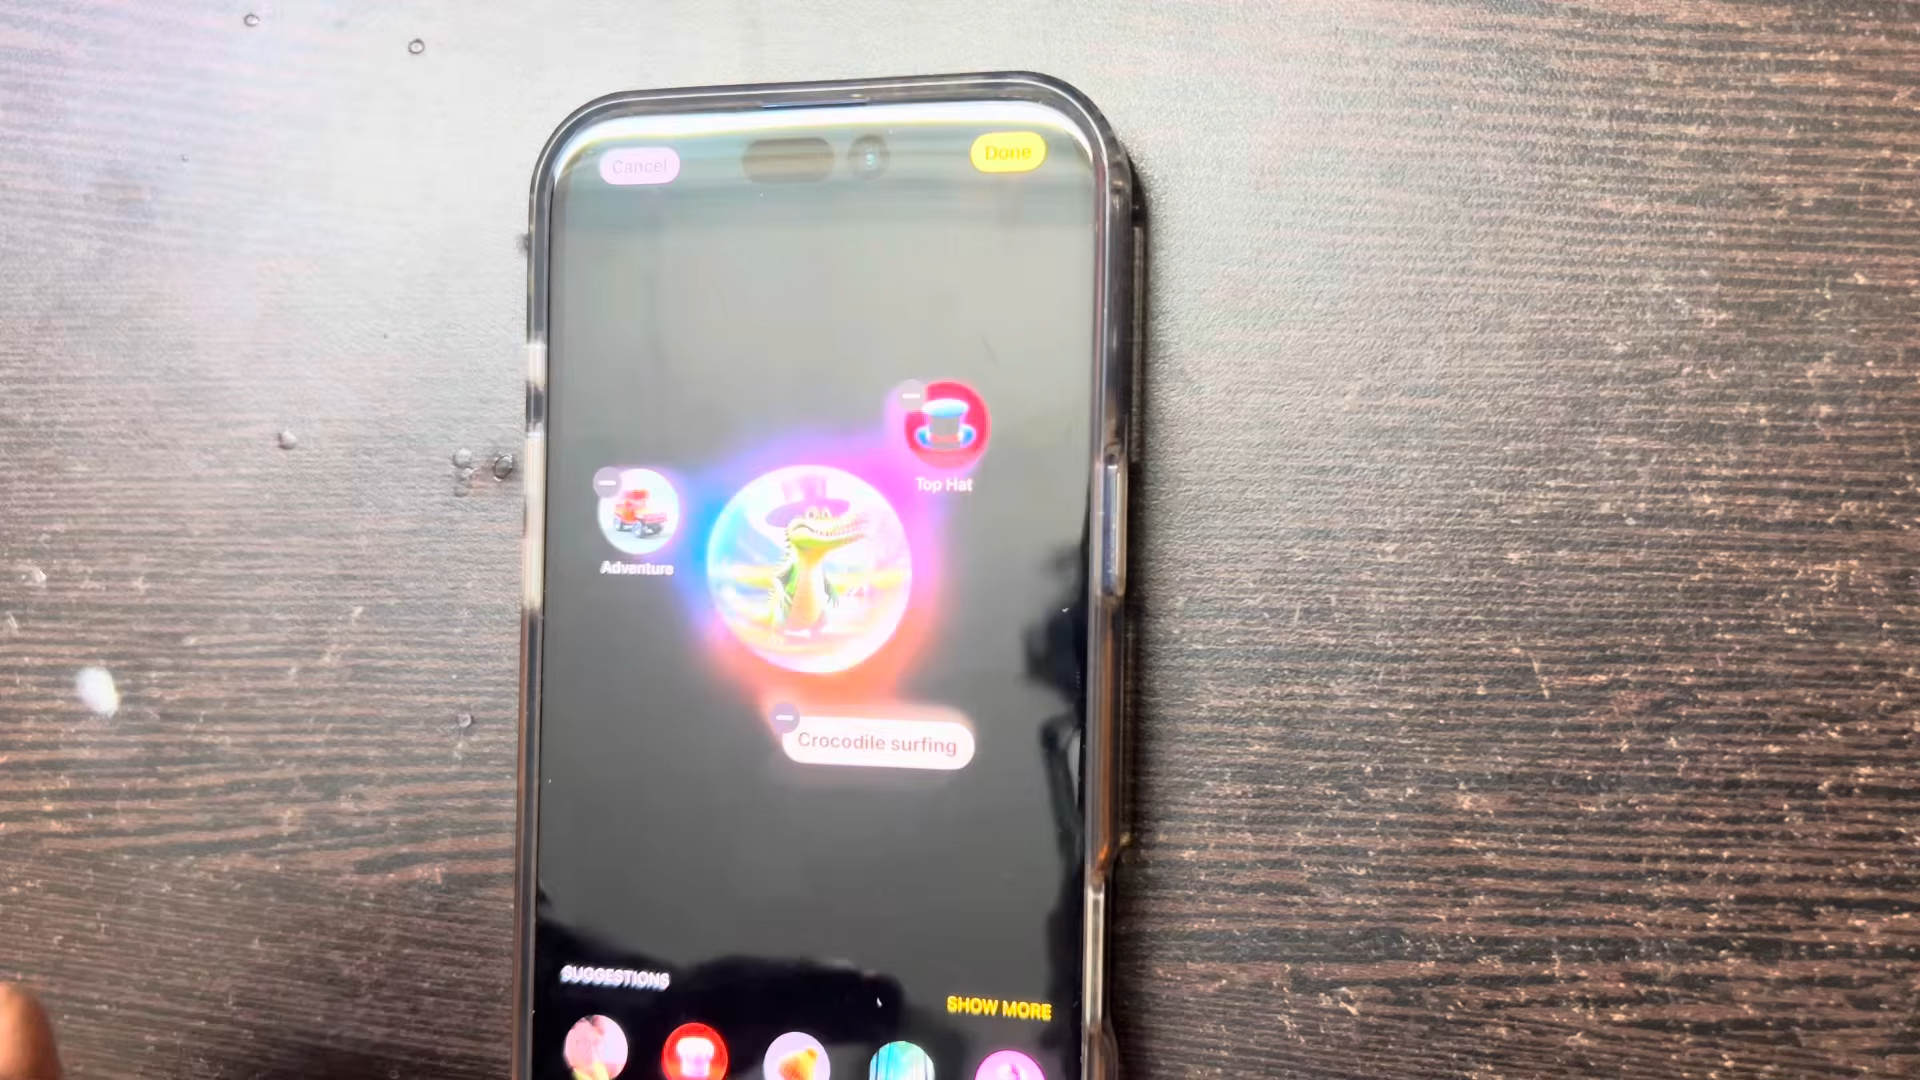 Cancel
Done
Top Hat
Adventure
Crocodile surfing
SUGGESTIONS
SHOW MORE